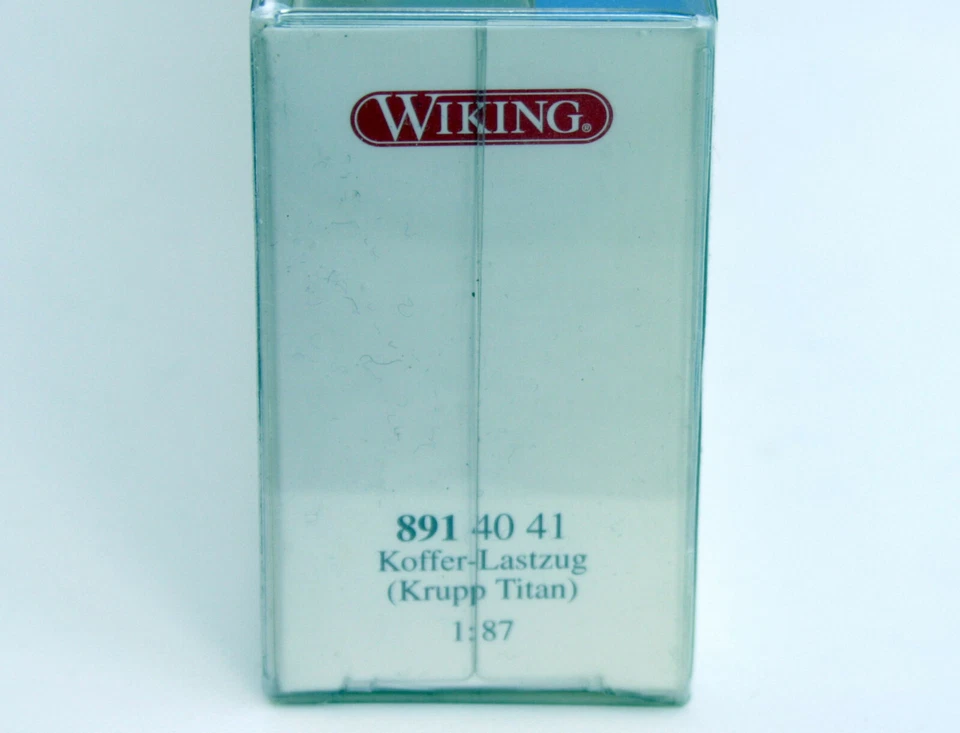 WIKING®
891 40 41
Koffer-Lastzug
(Krupp Titan)
1:87